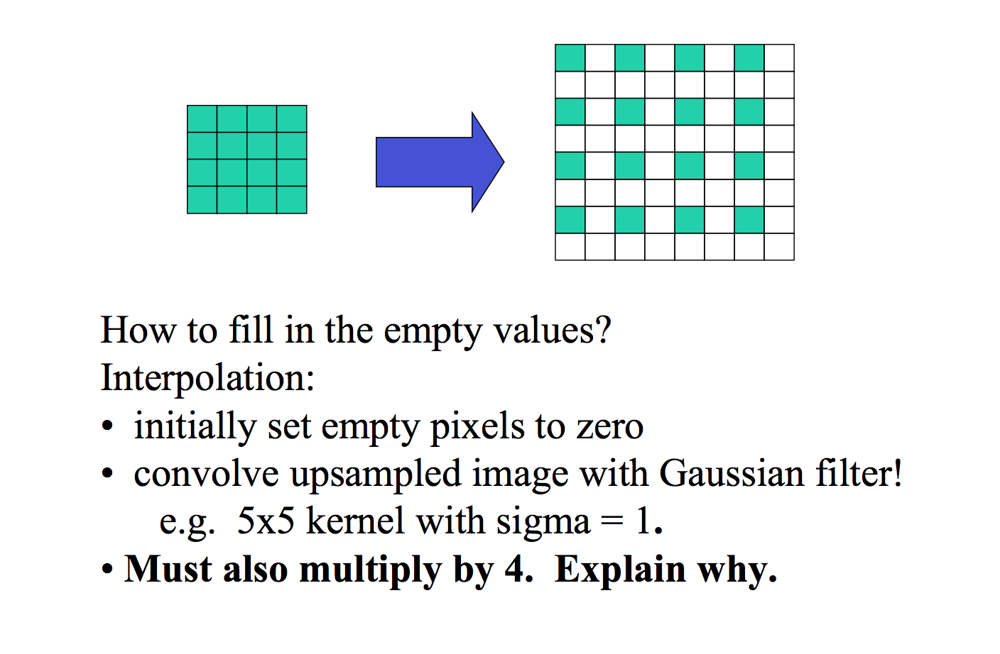 How to fill in the empty values?
Interpolation:
• initially set empty pixels to zero
• convolve upsampled image with Gaussian filter!
e.g. 5x5 kernel with sigma = 1.
• Must also multiply by 4. Explain why.